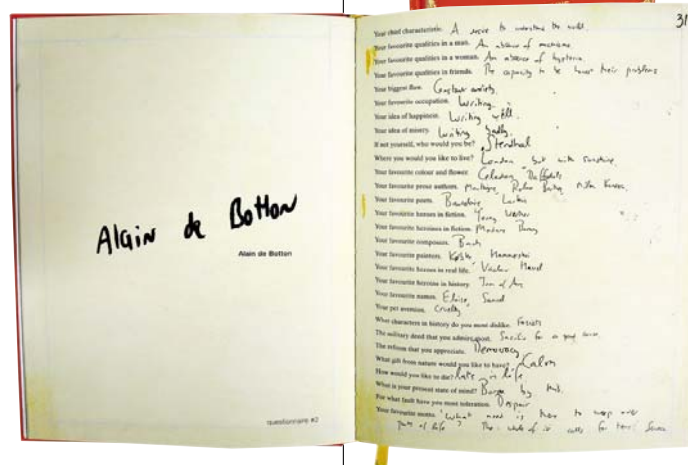 Alain de Botton
Alain de Botton
questionnaire #2
31
Your chief characteristic. A desire to understand the world.
Your favourite qualities in a man. An absence of
Your favourite qualities in a woman. An absence of hysteria.
Your favourite qualities in friends. The capacity to be honest their problems
Your biggest flaw. Constant anxiety.
Your favourite occupation. Writing.
Your idea of happiness. Writing well.
Your idea of misery. Writing badly.
If not yourself, who would you be? Stendhal
Where you would you like to live? London but with sunshine.
Your favourite colour and flower. Celadon, Daffodils
Your favourite prose authors. Montaigne, Milan Kundera.
Your favourite poets. Baudelaire Larkin
Your favourite heroes in fiction. Young Werther
Your favourite heroines in fiction. Madame Bovary
Your favourite composers. Bach
Your favourite painters. Hammershoi
Your favourite heroes in real life. Vaclav Havel
Your favourite heroines in history. Joan of Arc
Your favourite names. Eloise, Samuel
Your pet aversion. Cruelty
What characters in history do you most dislike. Fascists
The military deed that you admire most. Sacrifice for a good cause.
The reform that you appreciate. Democracy
What gift from nature would you like to have? Calm
How would you like to die? Late in life
What is your present state of mind? by this.
For what fault have you most toleration. Despair
Your favourite motto. 'What need is there to weep over
parts of life? The whole of it calls for tears' Seneca